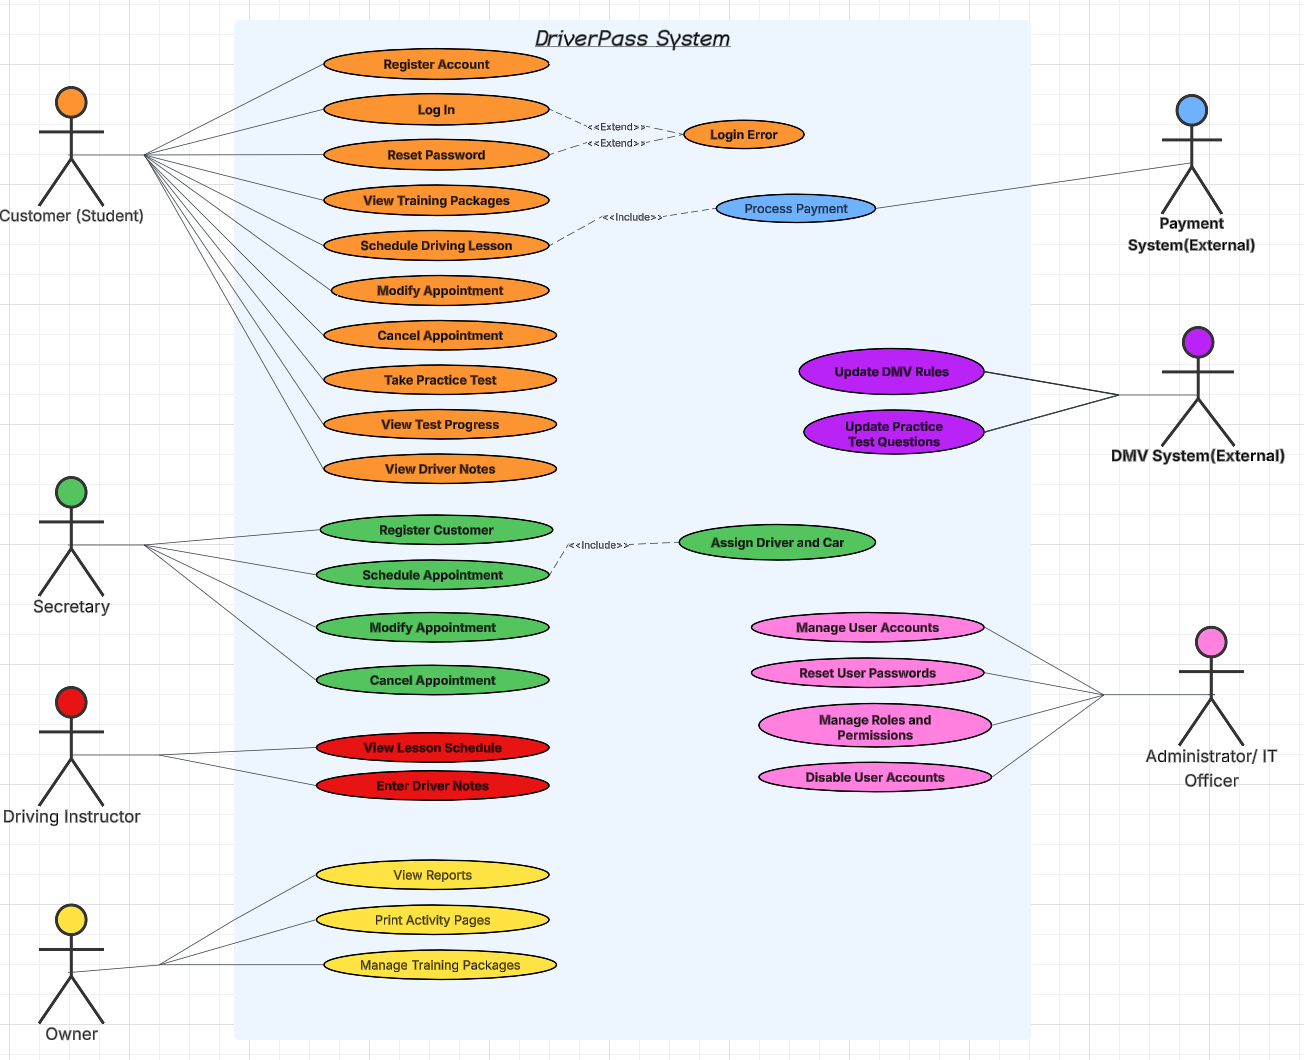 DriverPass System
Register Account
Log In
<<Extend>>
Login Error
<<Extend>>
Reset Password
View Training Packages
Process Payment
<<Include>>
Schedule Driving Lesson
Modify Appointment
Cancel Appointment
Take Practice Test
View Test Progress
View Driver Notes
Customer (Student)
Payment
System(External)
Update DMV Rules
Update Practice
Test Questions
DMV System(External)
Register Customer
<<Include>>
Assign Driver and Car
Schedule Appointment
Modify Appointment
Cancel Appointment
Secretary
Manage User Accounts
Reset User Passwords
Manage Roles and
Permissions
Disable User Accounts
Administrator/ IT
Officer
View Lesson Schedule
Enter Driver Notes
Driving Instructor
View Reports
Print Activity Pages
Manage Training Packages
Owner